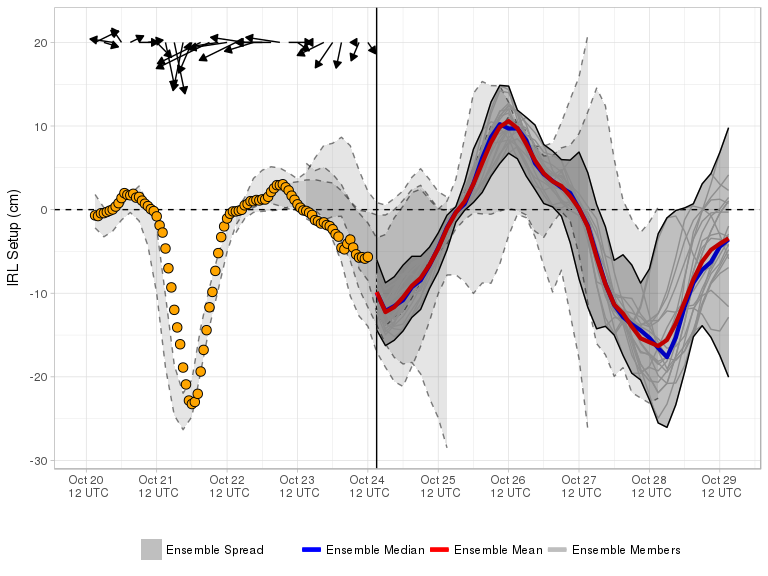 IRL Setup (cm)
20
10
0
-10
-20
-30
Oct 20 Oct 21 Oct 22 Oct 23 Oct 24 Oct 25 Oct 26 Oct 27 Oct 28 Oct 29
12 UTC 12 UTC 12 UTC 12 UTC 12 UTC 12 UTC 12 UTC 12 UTC 12 UTC 12 UTC
Ensemble Spread Ensemble Median Ensemble Mean Ensemble Members